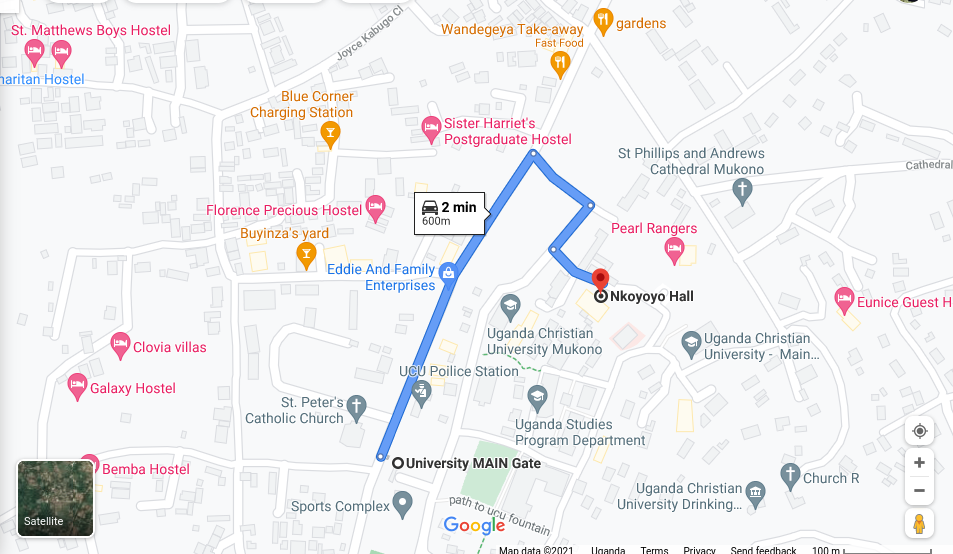 gardens
Wandegeya Take-away
Fast Food
St. Matthews Boys Hostel
Joyce Kabugo Cl
haritan Hostel
Blue Corner
Charging Station
Sister Harriet's
Postgraduate Hostel
St Phillips and Andrews
Cathedral Mukono
Cathedral
2 min
600m
Florence Precious Hostel
Pearl Rangers
Buyinza's yard
Eddie And Family
Enterprises
Nkoyoyo Hall
Eunice Guest H
Uganda Christian
University Mukono
Uganda Christian
University - Main...
Clovia villas
UCU Poilice Station
Galaxy Hostel
St. Peter's
Catholic Church
Uganda Studies
Program Department
University MAIN Gate
Bemba Hostel
Church R
Uganda Christian
University Drinking...
Sports Complex
path to ucu fountain
Satellite
Google
Map data ©2021 Uganda Terms Privacy Send feedback 100 m